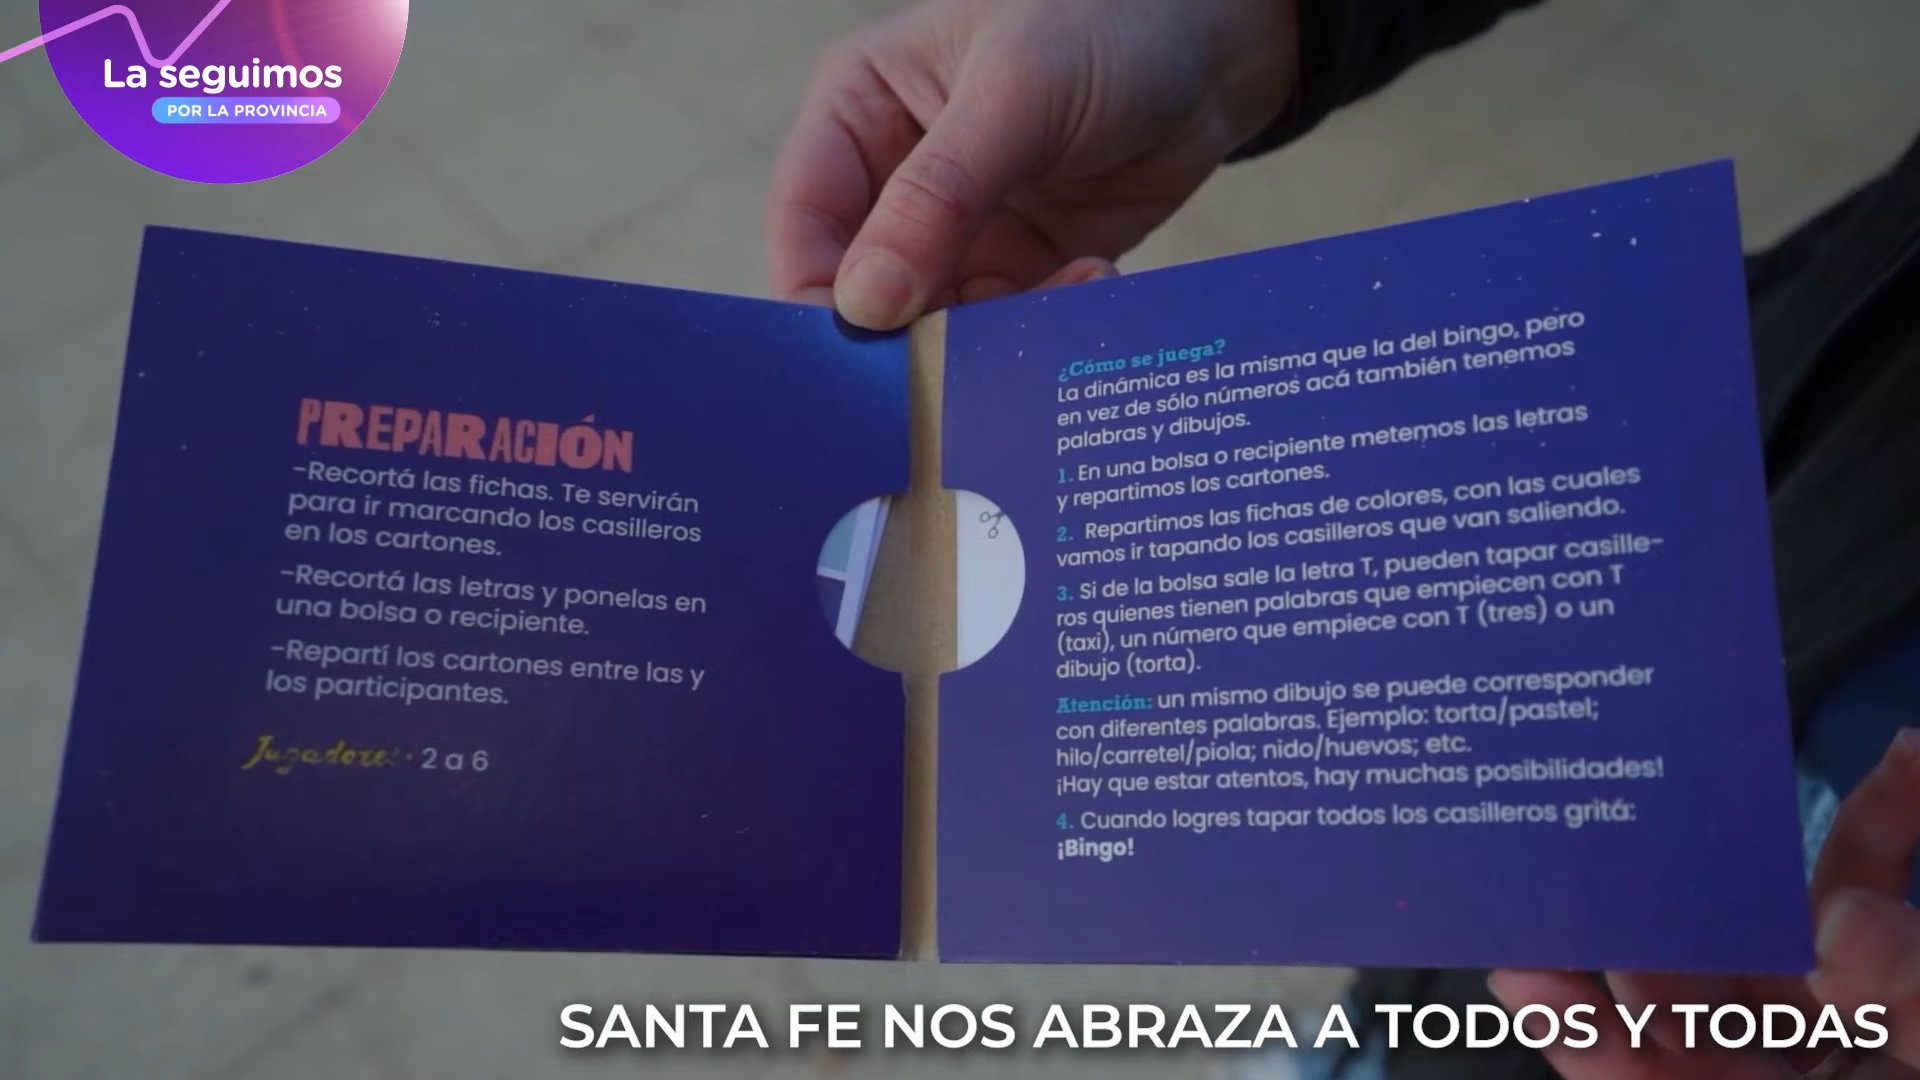 La seguimos
POR LA PROVINCIA
PREPARACIÓN
-Recortá las fichas. Te servirán
para ir marcando los casilleros
en los cartones.
-Recortá las letras y ponelas en
una bolsa o recipiente.
-Repartí los cartones entre las y
los participantes.
Jugadores· 2 a 6
¿Cómo se juega?
La dinámica es la misma que la del bingo, pero
en vez de sólo números acá también tenemos
palabras y dibujos.
1. En una bolsa o recipiente metemos las letras
y repartimos los cartones.
2. Repartimos las fichas de colores, con las cuales
vamos ir tapando los casilleros que van saliendo.
3. Si de la bolsa sale la letra T, pueden tapar casille-
ros quienes tienen palabras que empiecen con T
(taxi), un número que empiece con T (tres) o un
dibujo (torta).
Atención: un mismo dibujo se puede corresponder
con diferentes palabras. Ejemplo: torta/pastel;
hilo/carretel/piola; nido/huevos; etc.
¡Hay que estar atentos, hay muchas posibilidades!
4. Cuando logres tapar todos los casilleros gritá:
¡Bingo!
SANTA FE NOS ABRAZA A TODOS Y TODAS